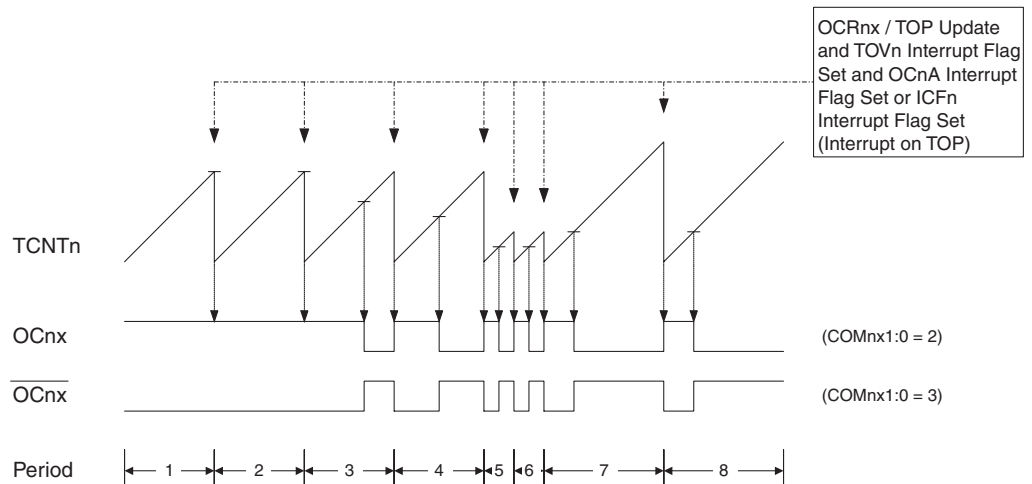 OCRnx / TOP Update
and TOVn Interrupt Flag
Set and OCnA Interrupt
Flag Set or ICFn
Interrupt Flag Set
(Interrupt on TOP)
TCNTn
OCnx (COMnx1:0 = 2)
OCnx (COMnx1:0 = 3)
Period 1 2 3 4 5 6 7 8